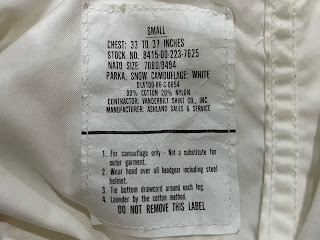 SMALL
CHEST: 33 TO 37 INCHES
STOCK NO. 8415-00-223-7625
NATO SIZE: 7080/8494
PARKA, SNOW CAMOUFLAGE: WHITE
DLA100-86-C-0654
80% COTTON 20% NYLON
CONTRACTOR: VANDERBILT SHIRT CO., INC.
MANUFACTURER: ASHLAND SALES & SERVICE
1. For camouflage only - Not a substitute for
outer garment.
2. Wear hood over all headgear including steel
helmet.
3. Tie bottom drawcord around each leg.
4. Launder by the cotton method.
DO NOT REMOVE THIS LABEL